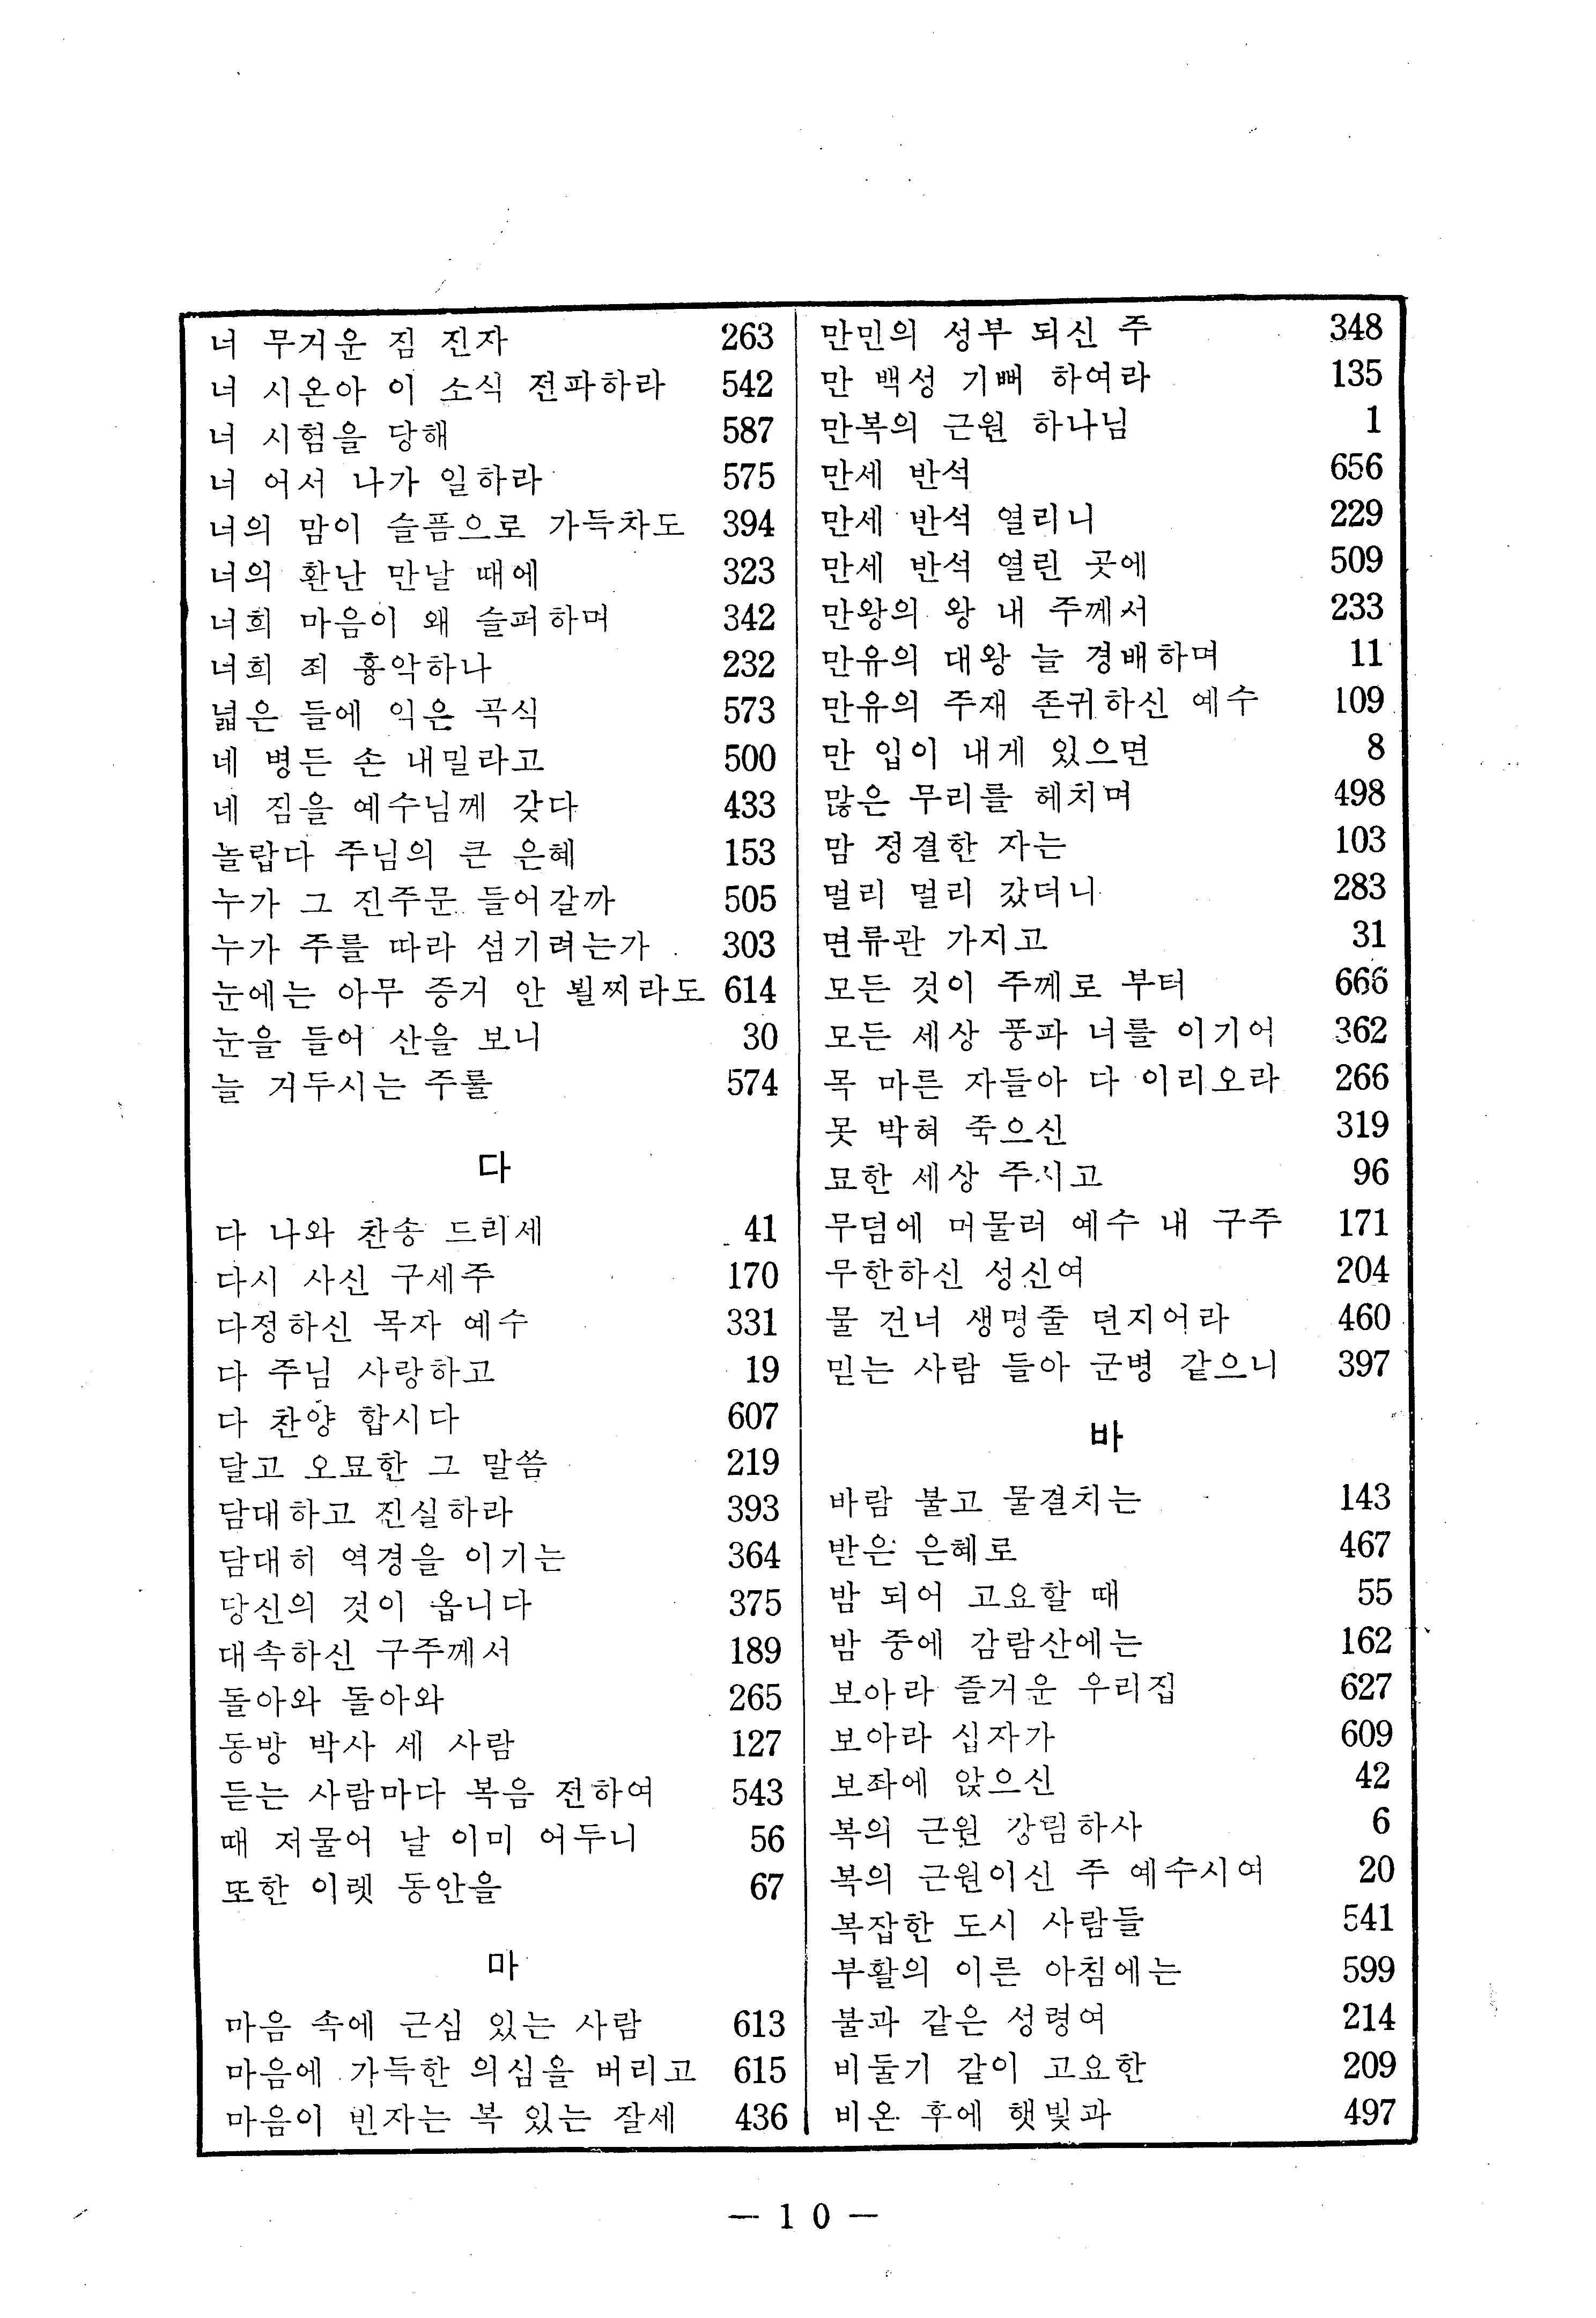 너 무거운 짐 진자 263
너 시온아 이 소식 전파하라 542
너 시험을 당해 587
너 어서 나가 일하라 575
너의 맘이 슬픔으로 가득차도 394
너의 환난 만날 때에 323
너희 마음이 왜 슬퍼하며 342
너희 죄 흉악하나 232
넓은 들에 익은 곡식 573
네 병든 손 내밀라고 500
네 짐을 예수님께 갖다 433
놀랍다 주님의 큰 은혜 153
누가 그 진주문 들어갈까 505
누가 주를 따라 섬기려는가 303
눈에는 아무 증거 안 뵐찌라도 614
눈을 들어 산을 보니 30
늘 거두시는 주를 574
다
다 나와 찬송 드리세 41
다시 사신 구세주 170
다정하신 목자 예수 331
다 주님 사랑하고 19
다 찬양 합시다 607
달고 오묘한 그 말씀 219
담대하고 진실하라 393
담대히 역경을 이기는 364
당신의 것이 옵니다 375
대속하신 구주께서 189
돌아와 돌아와 265
동방 박사 세 사람 127
듣는 사람마다 복음 전하여 543
때 저물어 날 이미 어두니 56
또한 이렛 동안을 67
마
마음 속에 근심 있는 사람 613
마음에 가득한 의심을 버리고 615
마음이 빈자는 복 있는 잘세 436
만민의 성부 되신 주 348
만 백성 기뻐 하여라 135
만복의 근원 하나님 1
만세 반석 656
만세 반석 열리니 229
만세 반석 열린 곳에 509
만왕의 왕 내 주께서 233
만유의 대왕 늘 경배하며 11
만유의 주재 존귀하신 예수 109
만 입이 내게 있으면 8
많은 무리를 헤치며 498
맘 정결한 자는 103
멀리 멀리 갔더니 283
면류관 가지고 31
모든 것이 주께로 부터 666
모든 세상 풍파 너를 이기어 362
목 마른 자들아 다 이리오라 266
못 박혀 죽으신 319
묘한 세상 주시고 96
무덤에 머물러 예수 내 구주 171
무한하신 성신여 204
물 건너 생명줄 던지어라 460
믿는 사람 들아 군병 같으니 397
바
바람 불고 물결치는 143
받은 은혜로 467
밤 되어 고요할 때 55
밤 중에 감람산에는 162
보아라 즐거운 우리집 627
보아라 십자가 609
보좌에 앉으신 42
복의 근원 강림하사 6
복의 근원이신 주 예수시여 20
복잡한 도시 사람들 541
부활의 이른 아침에는 599
불과 같은 성령여 214
비둘기 같이 고요한 209
비온 후에 햇빛과 497
— 10 —